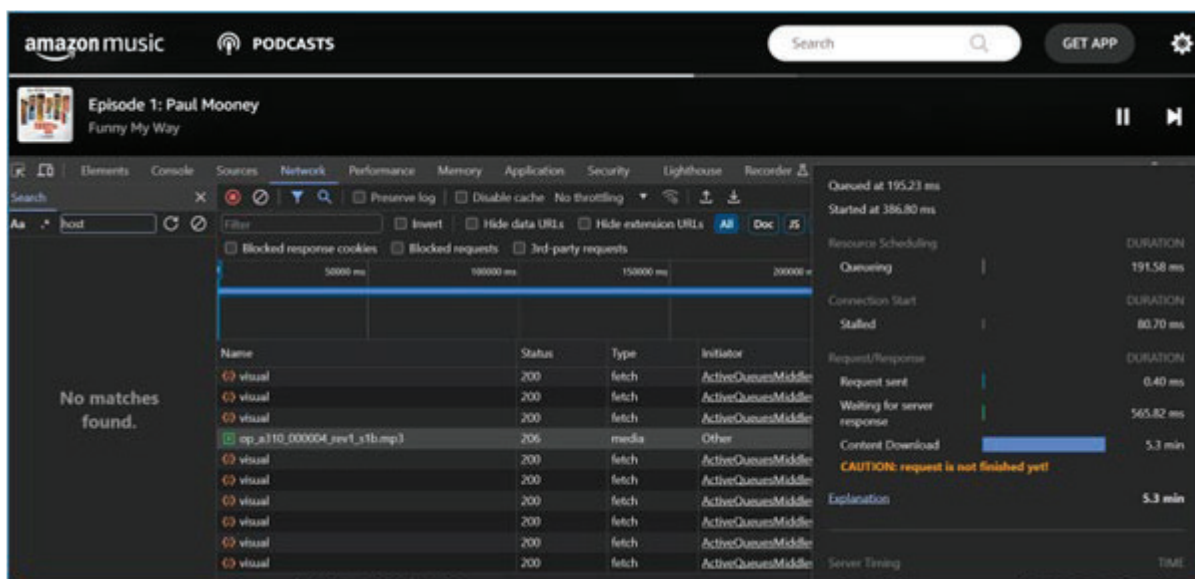 amazon music PODCASTS Search GET APP
Episode 1: Paul Mooney
Funny My Way
Elements Console Sources Network Performance Memory Application Security Lighthouse Recorder
Search Preserve log Disable cache No throttling
Aa .* host Filter Invert Hide data URLs Hide extension URLs All Doc JS
Blocked response cookies Blocked requests 3rd-party requests
50000 ms 100000 ms 150000 ms 200000 m
Name Status Type Initiator
visual 200 fetch ActiveQueuesMiddle
visual 200 fetch ActiveQueuesMiddle
visual 200 fetch ActiveQueuesMiddle
op_a310_000004_rev1_s1b.mp3 206 media Other
visual 200 fetch ActiveQueuesMiddle
visual 200 fetch ActiveQueuesMiddle
visual 200 fetch ActiveQueuesMiddle
visual 200 fetch ActiveQueuesMiddle
visual 200 fetch ActiveQueuesMiddle
visual 200 fetch ActiveQueuesMiddle
No matches
found.
Queued at 195.23 ms
Started at 386.80 ms
Resource Scheduling DURATION
Queueing 191.58 ms
Connection Start DURATION
Stalled 80.70 ms
Request/Response DURATION
Request sent 0.40 ms
Waiting for server
response 565.82 ms
Content Download 5.3 min
CAUTION: request is not finished yet!
Explanation 5.3 min
Server Timing TIME